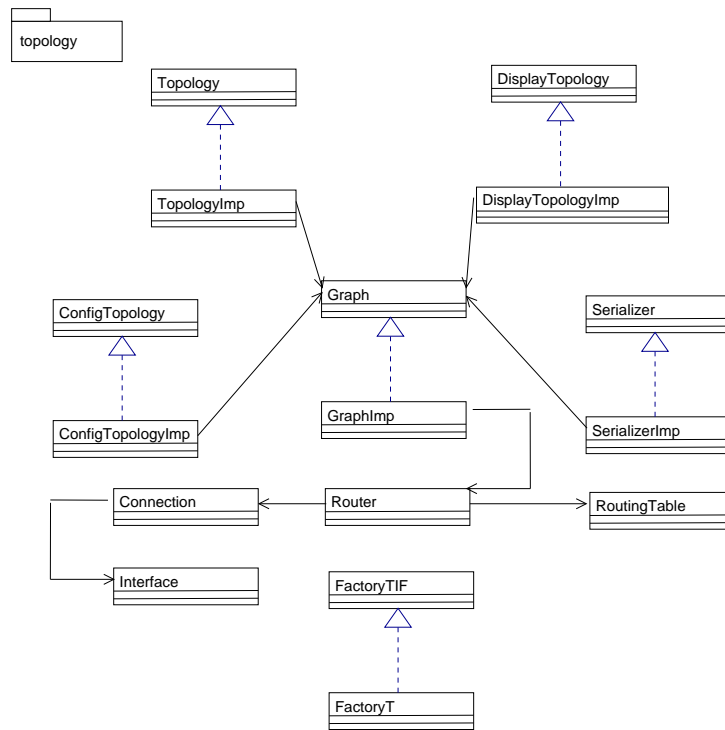 topology
Topology
DisplayTopology
TopologyImp
DisplayTopologyImp
Graph
ConfigTopology
Serializer
GraphImp
ConfigTopologyImp
SerializerImp
Connection
Router
RoutingTable
Interface
FactoryTIF
FactoryT